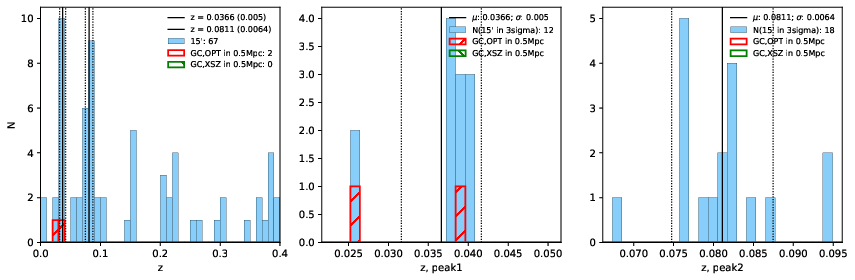 z = 0.0366 (0.005)
z = 0.0811 (0.0064)
15': 67
GC,OPT in 0.5Mpc: 2
GC,XSZ in 0.5Mpc: 0
N
10
8
6
4
2
0
0.0 0.1 0.2 0.3 0.4
z
μ: 0.0366; σ: 0.005
N(15' in 3sigma): 12
GC,OPT in 0.5Mpc
GC,XSZ in 0.5Mpc
4.0
3.5
3.0
2.5
2.0
1.5
1.0
0.5
0.0
0.025 0.030 0.035 0.040 0.045 0.050
z, peak1
μ: 0.0811; σ: 0.0064
N(15' in 3sigma): 18
GC,OPT in 0.5Mpc
GC,XSZ in 0.5Mpc
5
4
3
2
1
0
0.070 0.075 0.080 0.085 0.090 0.095
z, peak2